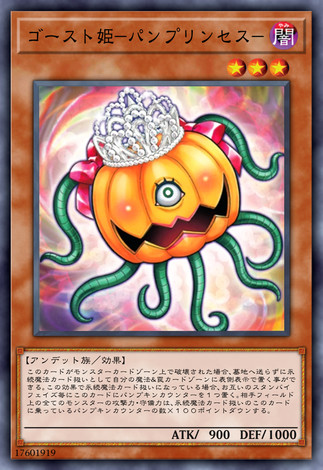 ゴースト姫－パンプリンセス－
闇
やみ
【アンデット族／効果】
このカードがモンスターカードゾーン上で破壊された場合、墓地へ送らずに永
続魔法カード扱いとして自分の魔法＆罠カードゾーンに表側表示で置く事がで
きる。この効果で永続魔法カード扱いになっている場合、お互いのスタンバイ
フェイズ毎にこのカードにパンプキンカウンターを１つ置く。相手フィールド
上の全てのモンスターの攻撃力・守備力は、永続魔法カード扱いのこのカード
に乗っているパンプキンカウンターの数×１００ポイントダウンする。
ATK/ 900 DEF/1000
17601919